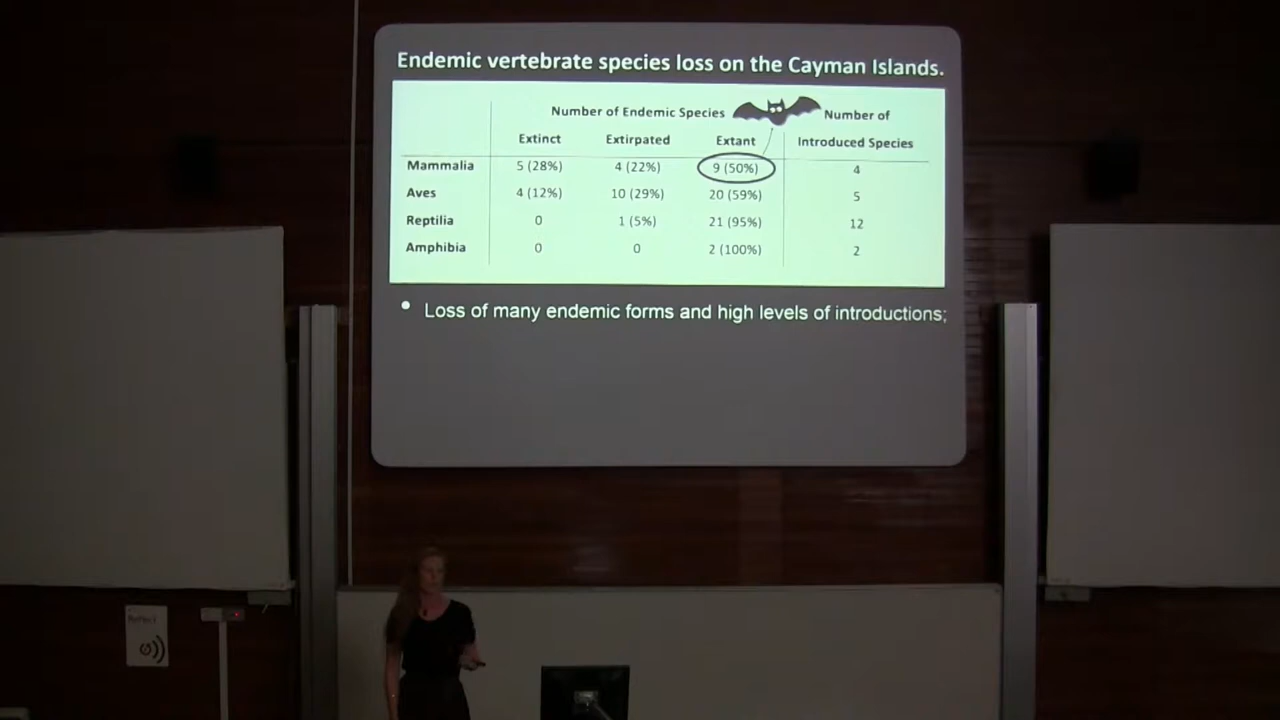 Endemic vertebrate species loss on the Cayman Islands.
Number of Endemic Species Number of
Extinct Extirpated Extant Introduced Species
Mammalia 5 (28%) 4 (22%) 9 (50%) 4
Aves 4 (12%) 10 (29%) 20 (59%) 5
Reptilia 0 1 (5%) 21 (95%) 12
Amphibia 0 0 2 (100%) 2
• Loss of many endemic forms and high levels of introductions;